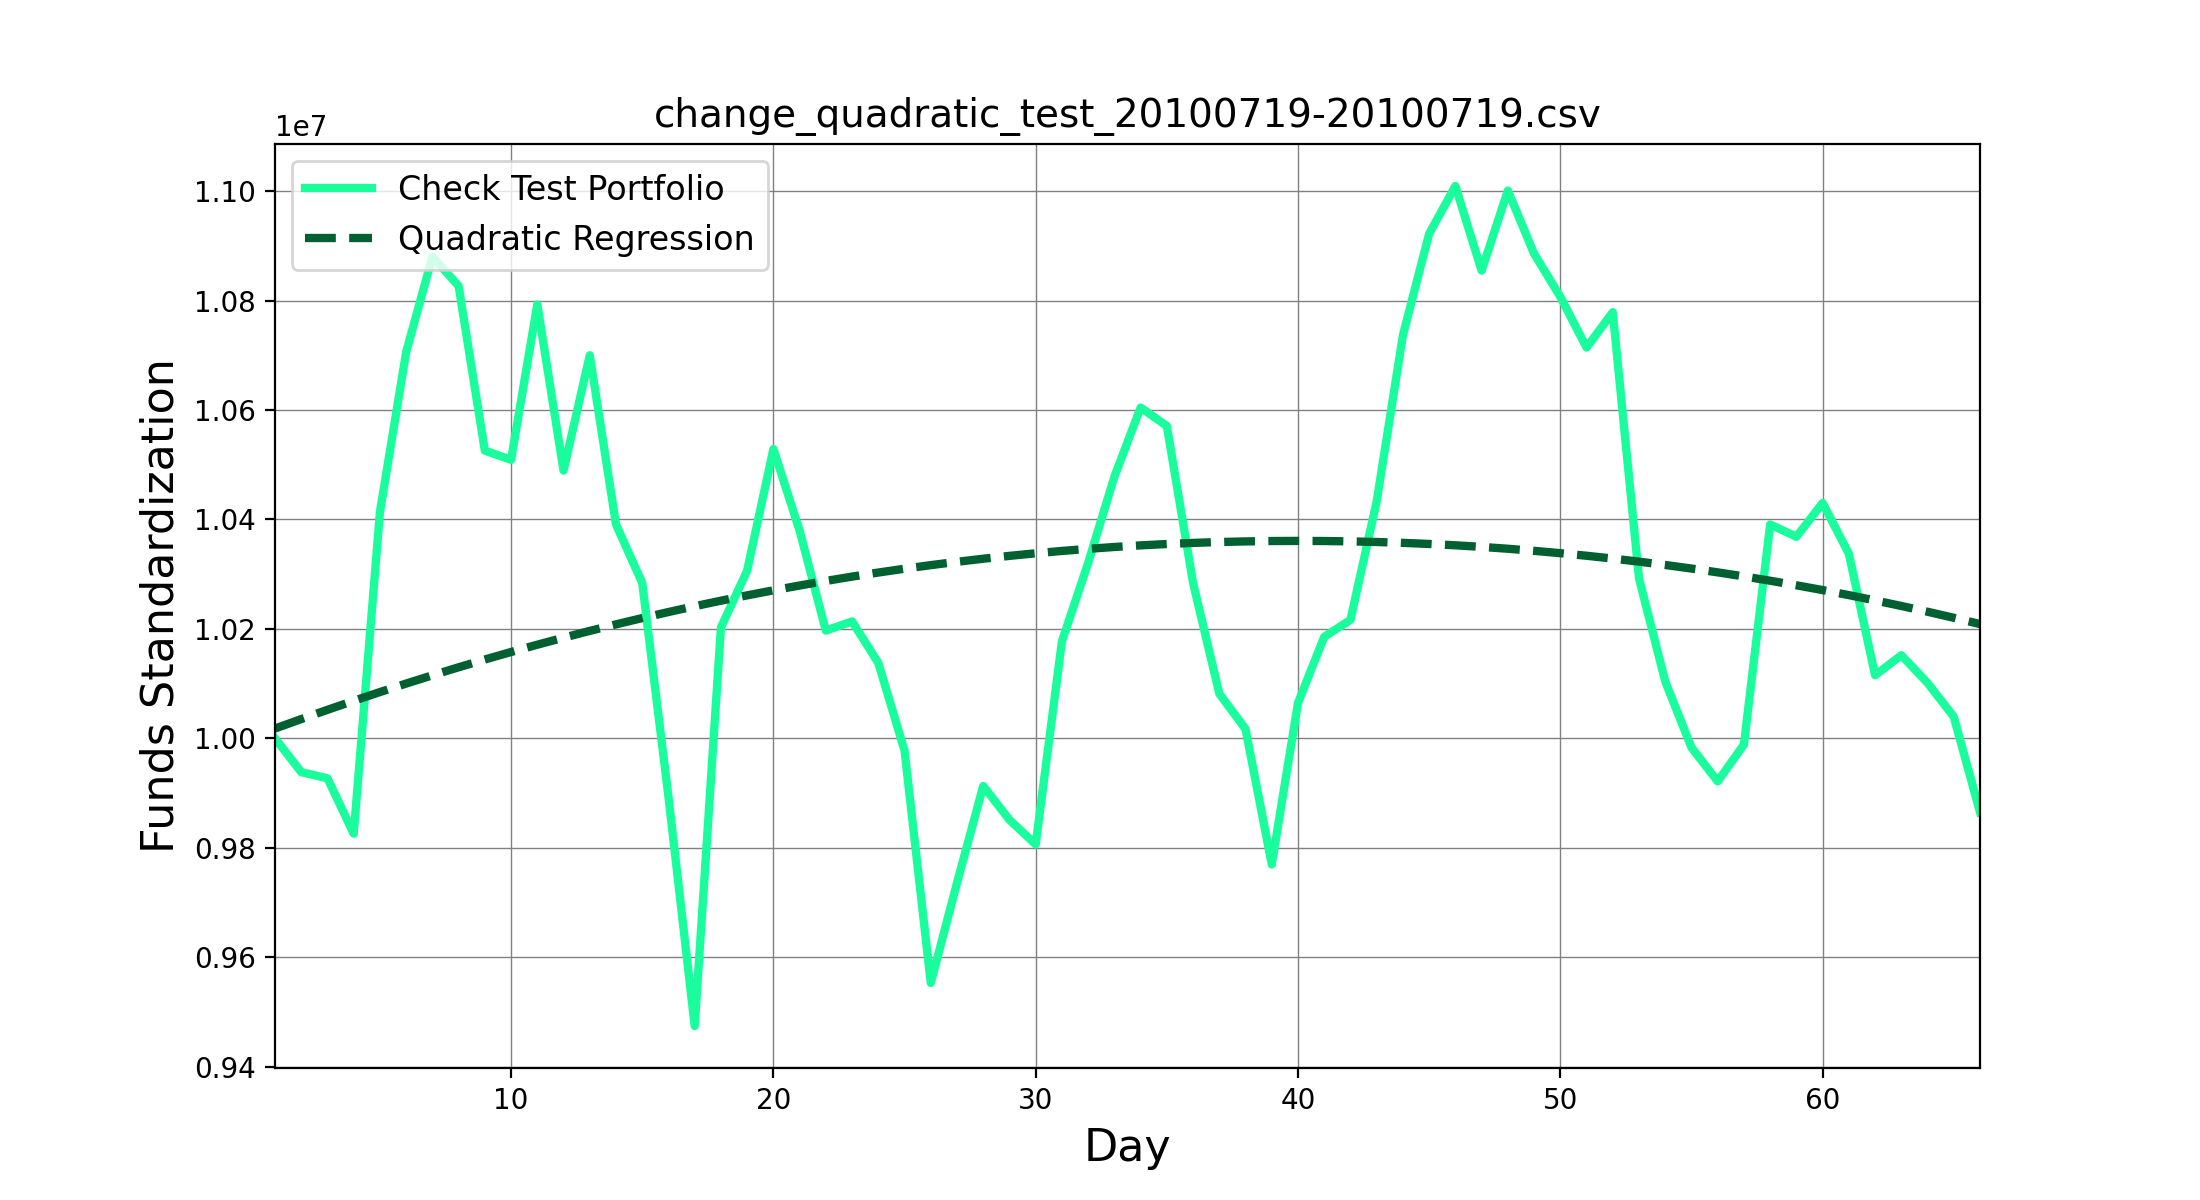 change_quadratic_test_20100719-20100719.csv
1e7
Check Test Portfolio
Quadratic Regression
1.10
1.08
1.06
1.04
1.02
1.00
0.98
0.96
0.94
Funds Standardization
10 20 30 40 50 60
Day